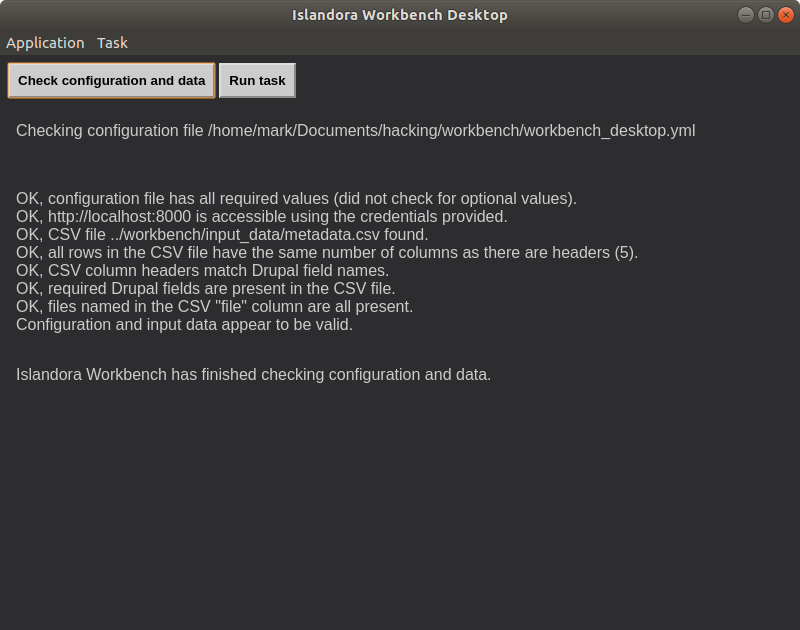 Islandora Workbench Desktop
Application Task
Check configuration and data Run task
Checking configuration file /home/mark/Documents/hacking/workbench/workbench_desktop.yml
OK, configuration file has all required values (did not check for optional values).
OK, http://localhost:8000 is accessible using the credentials provided.
OK, CSV file ../workbench/input_data/metadata.csv found.
OK, all rows in the CSV file have the same number of columns as there are headers (5).
OK, CSV column headers match Drupal field names.
OK, required Drupal fields are present in the CSV file.
OK, files named in the CSV "file" column are all present.
Configuration and input data appear to be valid.
Islandora Workbench has finished checking configuration and data.